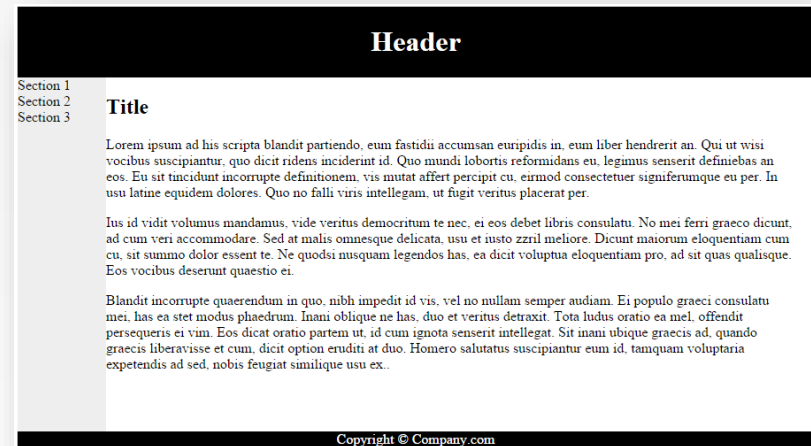 Header
Section 1
Section 2
Section 3
Title
Lorem ipsum ad his scripta blandit partiendo, eum fastidii accumsan euripidis in, eum liber hendrerit an. Qui ut wisi
vocibus suscipiantur, quo dicit ridens inciderint id. Quo mundi lobortis reformidans eu, legimus senserit definiebas an
eos. Eu sit tincidunt incorrupte definitionem, vis mutat affert percipit cu, eirmod consectetuer signiferumque eu per. In
usu latine equidem dolores. Quo no falli viris intellegam, ut fugit veritus placerat per.
Ius id vidit volumus mandamus, vide veritus democritum te nec, ei eos debet libris consulatu. No mei ferri graeco dicunt,
ad cum veri accommodare. Sed at malis omnesque delicata, usu et iusto zzril meliore. Dicunt maiorum eloquentiam cum
cu, sit summo dolor essent te. Ne quodsi nusquam legendos has, ea dicit voluptua eloquentiam pro, ad sit quas qualisque.
Eos vocibus deserunt quaestio ei.
Blandit incorrupte quaerendum in quo, nibh impedit id vis, vel no nullam semper audiam. Ei populo graeci consulatu
mei, has ea stet modus phaedrum. Inani oblique ne has, duo et veritus detraxit. Tota ludus oratio ea mel, offendit
persequeris ei vim. Eos dicat oratio partem ut, id cum ignota senserit intellegat. Sit inani ubique graecis ad, quando
graecis liberavisse et cum, dicit option eruditi at duo. Homero salutatus suscipiantur eum id, tamquam voluptaria
expetendis ad sed, nobis feugiat similique usu ex..
Copyright © Company.com